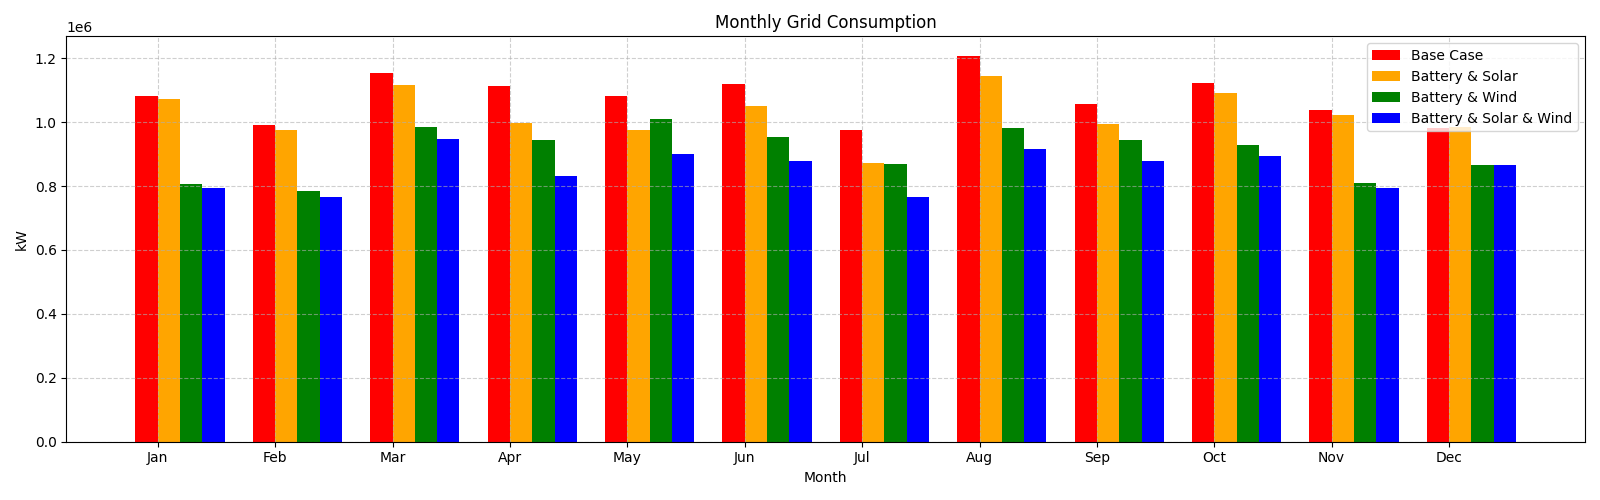 Monthly Grid Consumption
1e6
1.2
1.0
0.8
0.6
0.4
0.2
0.0
kW
Base Case
Battery & Solar
Battery & Wind
Battery & Solar & Wind
Jan Feb Mar Apr May Jun Jul Aug Sep Oct Nov Dec
Month